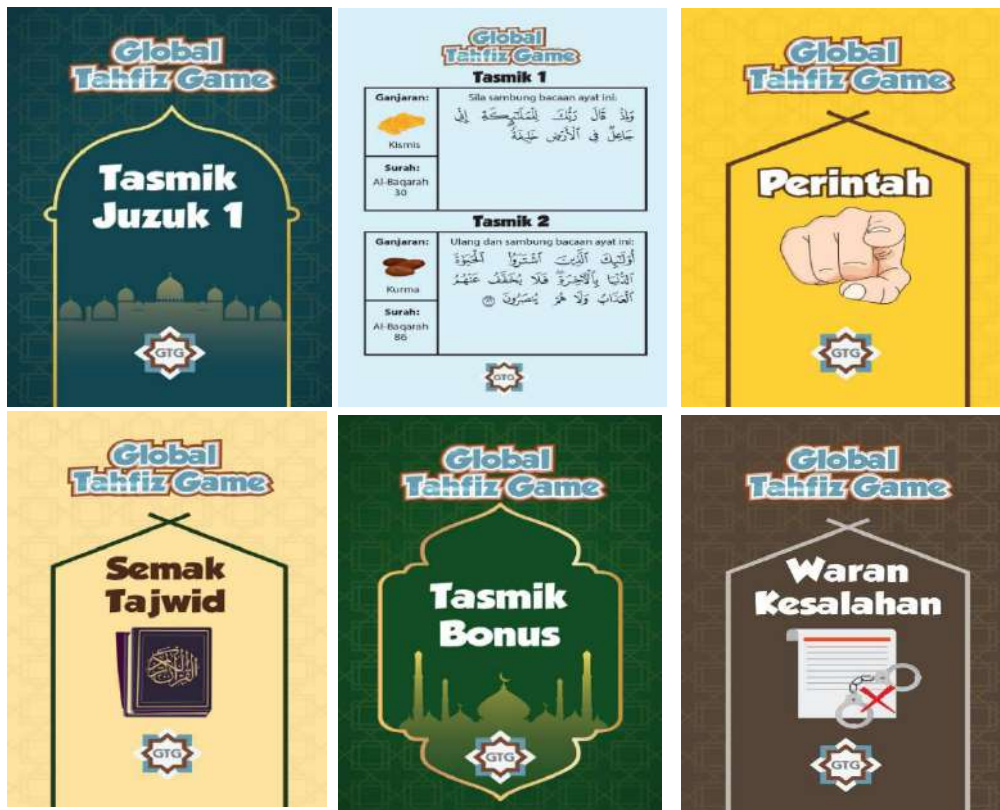 Global
Tahfiz Game
Tasmik
Juzuk 1
GTG
Global
Tahfiz Game
Tasmik 1
Ganjaran:
Kismis
Surah:
Al-Baqarah
30
Sila sambung bacaan ayat ini:
وَإِذْ قَالَ رَبُّكَ لِلْمَلَٰٓئِكَةِ إِنِّى
جَاعِلٌ فِى ٱلْأَرْضِ خَلِيفَةً
Tasmik 2
Ganjaran:
Kurma
Surah:
Al-Baqarah
86
Ulang dan sambung bacaan ayat ini:
أُو۟لَٰٓئِكَ ٱلَّذِينَ ٱشْتَرَوُا۟ ٱلْحَيَوٰةَ
ٱلدُّنْيَا بِٱلْءَاخِرَةِ فَلَا يُخَفَّفُ عَنْهُمُ
ٱلْعَذَابُ وَلَا هُمْ يُنصَرُونَ ٨٦
GTG
Global
Tahfiz Game
Perintah
GTG
Global
Tahfiz Game
Semak
Tajwid
GTG
Global
Tahfiz Game
Tasmik
Bonus
GTG
Global
Tahfiz Game
Waran
Kesalahan
GTG